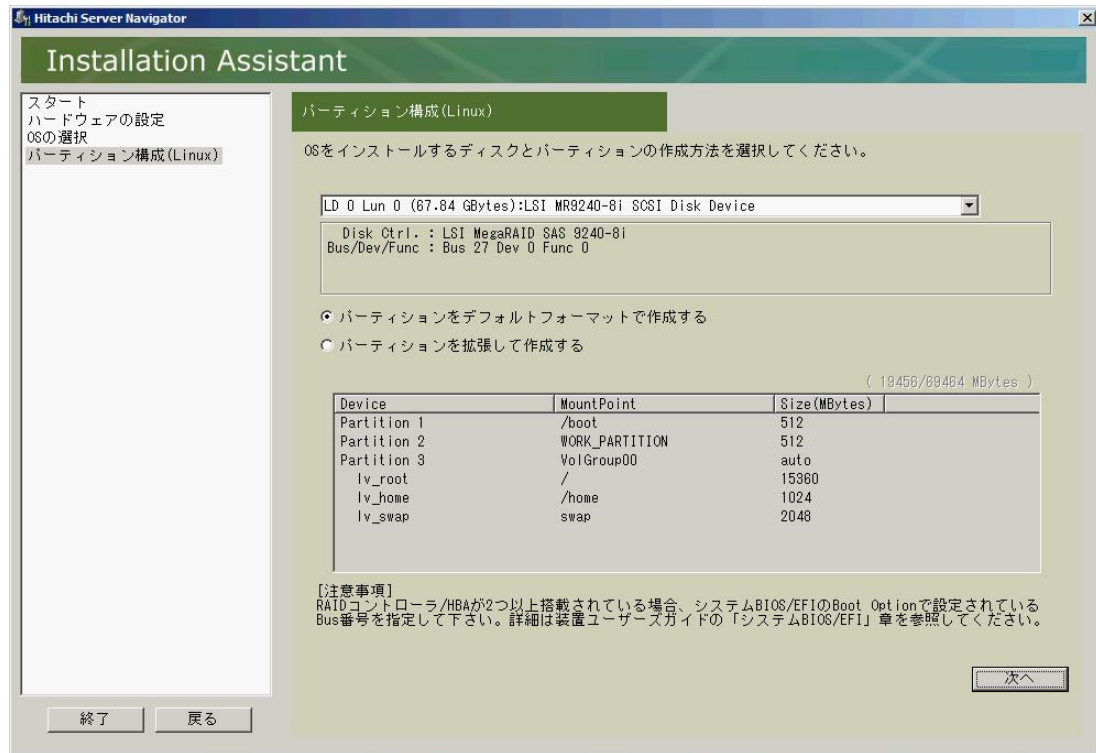 Hitachi Server Navigator
Installation Assistant
スタート
ハードウェアの設定
OSの選択
パーティション構成(Linux)
パーティション構成(Linux)
OSをインストールするディスクとパーティションの作成方法を選択してください。
LD 0 Lun 0 (67.84 GBytes):LSI MR9240-8i SCSI Disk Device
Disk Ctrl. : LSI MegaRAID SAS 9240-8i
Bus/Dev/Func : Bus 27 Dev 0 Func 0
パーティションをデフォルトフォーマットで作成する
パーティションを拡張して作成する
( 19456/69464 MBytes )
Device MountPoint Size(MBytes)
Partition 1 /boot 512
Partition 2 WORK_PARTITION 512
Partition 3 VolGroup00 auto
lv_root / 15360
lv_home /home 1024
lv_swap swap 2048
[注意事項]
RAIDコントローラ/HBAが2つ以上搭載されている場合、システムBIOS/EFIのBoot Optionで設定されている
Bus番号を指定して下さい。詳細は装置ユーザーズガイドの「システムBIOS/EFI」章を参照してください。
次へ
終了 戻る